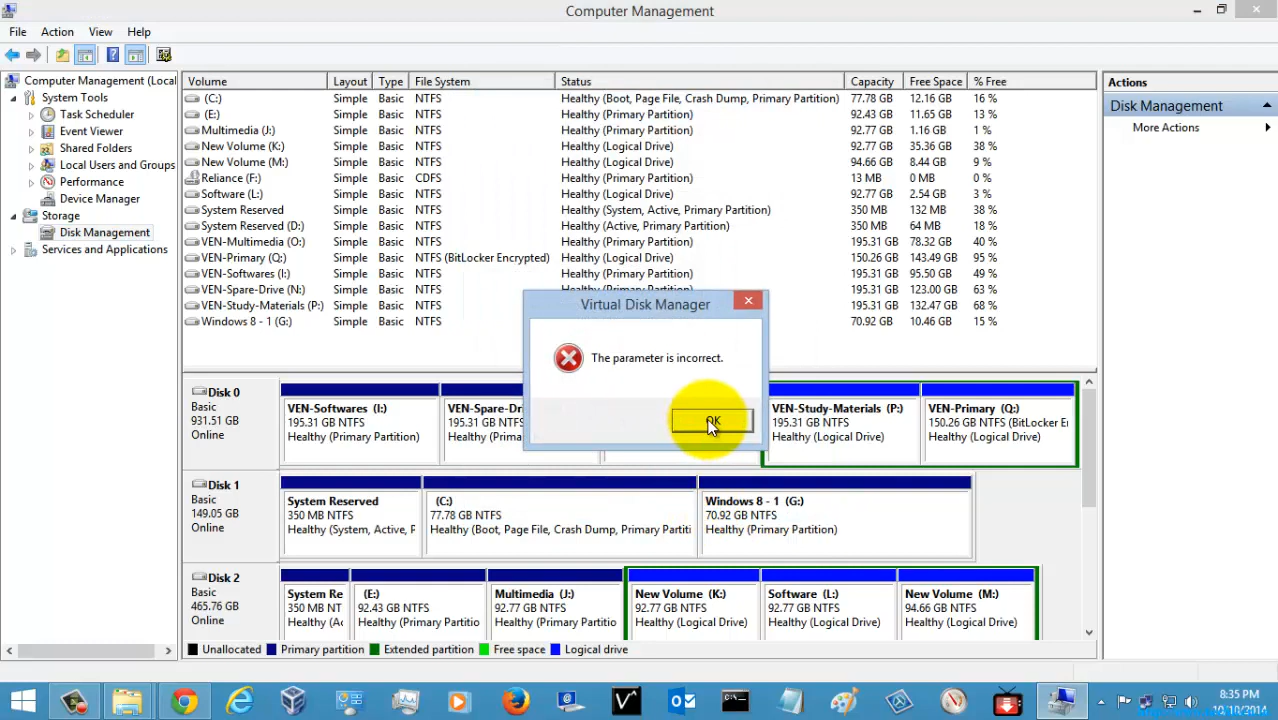 Computer Management
File Action View Help
Computer Management (Local
System Tools
Task Scheduler
Event Viewer
Shared Folders
Local Users and Groups
Performance
Device Manager
Storage
Disk Management
Services and Applications
Volume Layout Type File System Status Capacity Free Space % Free
(C:) Simple Basic NTFS Healthy (Boot, Page File, Crash Dump, Primary Partition) 77.78 GB 12.16 GB 16 %
(E:) Simple Basic NTFS Healthy (Primary Partition) 92.43 GB 11.65 GB 13 %
Multimedia (J:) Simple Basic NTFS Healthy (Primary Partition) 92.77 GB 1.16 GB 1 %
New Volume (K:) Simple Basic NTFS Healthy (Logical Drive) 92.77 GB 35.36 GB 38 %
New Volume (M:) Simple Basic NTFS Healthy (Logical Drive) 94.66 GB 8.44 GB 9 %
Reliance (F:) Simple Basic CDFS Healthy (Primary Partition) 13 MB 0 MB 0 %
Software (L:) Simple Basic NTFS Healthy (Logical Drive) 92.77 GB 2.54 GB 3 %
System Reserved Simple Basic NTFS Healthy (System, Active, Primary Partition) 350 MB 132 MB 38 %
System Reserved (D:) Simple Basic NTFS Healthy (Active, Primary Partition) 350 MB 64 MB 18 %
VEN-Multimedia (O:) Simple Basic NTFS Healthy (Primary Partition) 195.31 GB 78.32 GB 40 %
VEN-Primary (Q:) Simple Basic NTFS (BitLocker Encrypted) Healthy (Logical Drive) 150.26 GB 143.49 GB 95 %
VEN-Softwares (I:) Simple Basic NTFS Healthy (Primary Partition) 195.31 GB 95.50 GB 49 %
VEN-Spare-Drive (N:) Simple Basic NTFS 195.31 GB 123.00 GB 63 %
VEN-Study-Materials (P:) Simple Basic NTFS 195.31 GB 132.47 GB 68 %
Windows 8 - 1 (G:) Simple Basic NTFS 70.92 GB 10.46 GB 15 %
Actions
Disk Management
More Actions
Virtual Disk Manager
The parameter is incorrect.
OK
Disk 0
Basic
931.51 GB
Online
VEN-Softwares (I:)
195.31 GB NTFS
Healthy (Primary Partition)
VEN-Spare-Dr
195.31 GB NTFS
Healthy (Primary
VEN-Study-Materials (P:)
195.31 GB NTFS
Healthy (Logical Drive)
VEN-Primary (Q:)
150.26 GB NTFS (BitLocker E
Healthy (Logical Drive)
Disk 1
Basic
149.05 GB
Online
System Reserved
350 MB NTFS
Healthy (System, Active, P
(C:)
77.78 GB NTFS
Healthy (Boot, Page File, Crash Dump, Primary Partiti
Windows 8 - 1 (G:)
70.92 GB NTFS
Healthy (Primary Partition)
Disk 2
Basic
465.76 GB
Online
System Re
350 MB NT
Healthy (Ac
(E:)
92.43 GB NTFS
Healthy (Primary Partitio
Multimedia (J:)
92.77 GB NTFS
Healthy (Primary Partitio
New Volume (K:)
92.77 GB NTFS
Healthy (Logical Drive)
Software (L:)
92.77 GB NTFS
Healthy (Logical Drive)
New Volume (M:)
94.66 GB NTFS
Healthy (Logical Drive)
Unallocated Primary partition Extended partition Free space Logical drive
8:35 PM
10/10/2014